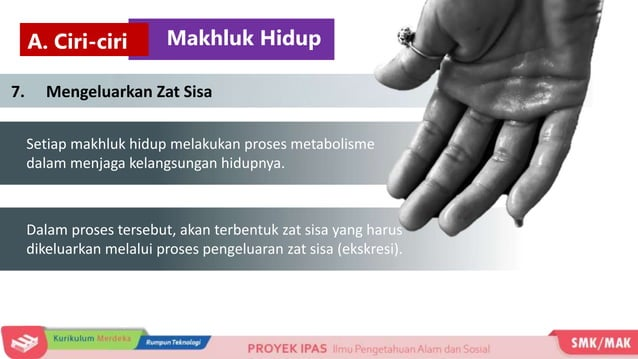 A. Ciri-ciri Makhluk Hidup
7. Mengeluarkan Zat Sisa
Setiap makhluk hidup melakukan proses metabolisme
dalam menjaga kelangsungan hidupnya.
Dalam proses tersebut, akan terbentuk zat sisa yang harus
dikeluarkan melalui proses pengeluaran zat sisa (ekskresi).
Kurikulum Merdeka Rumpun Teknologi PROYEK IPAS Ilmu Pengetahuan Alam dan Sosial SMK/MAK